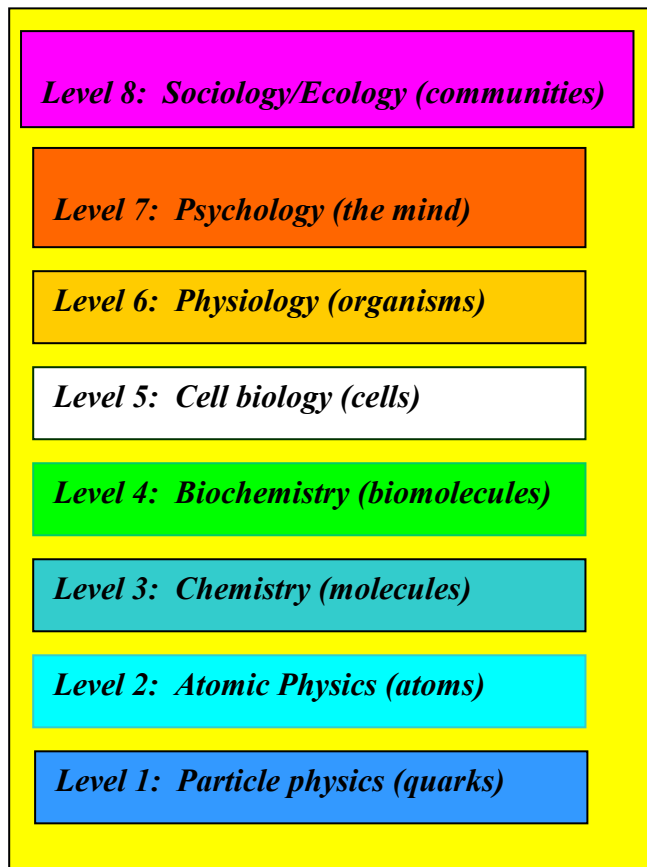 Level 8:  Sociology/Ecology (communities)
Level 7:  Psychology (the mind)
Level 6:  Physiology (organisms)
Level 5:  Cell biology (cells)
Level 4:  Biochemistry (biomolecules)
Level 3:  Chemistry (molecules)
Level 2:  Atomic Physics (atoms)
Level 1:  Particle physics (quarks)